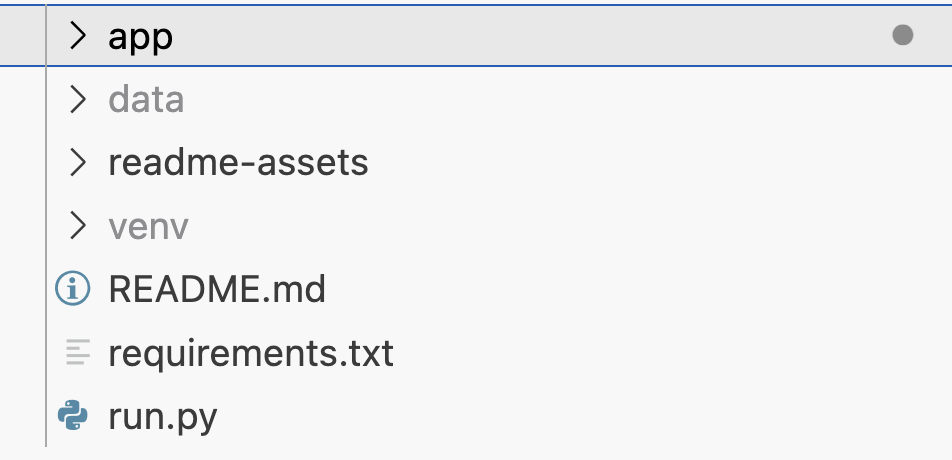 app
data
readme-assets
venv
README.md
requirements.txt
run.py